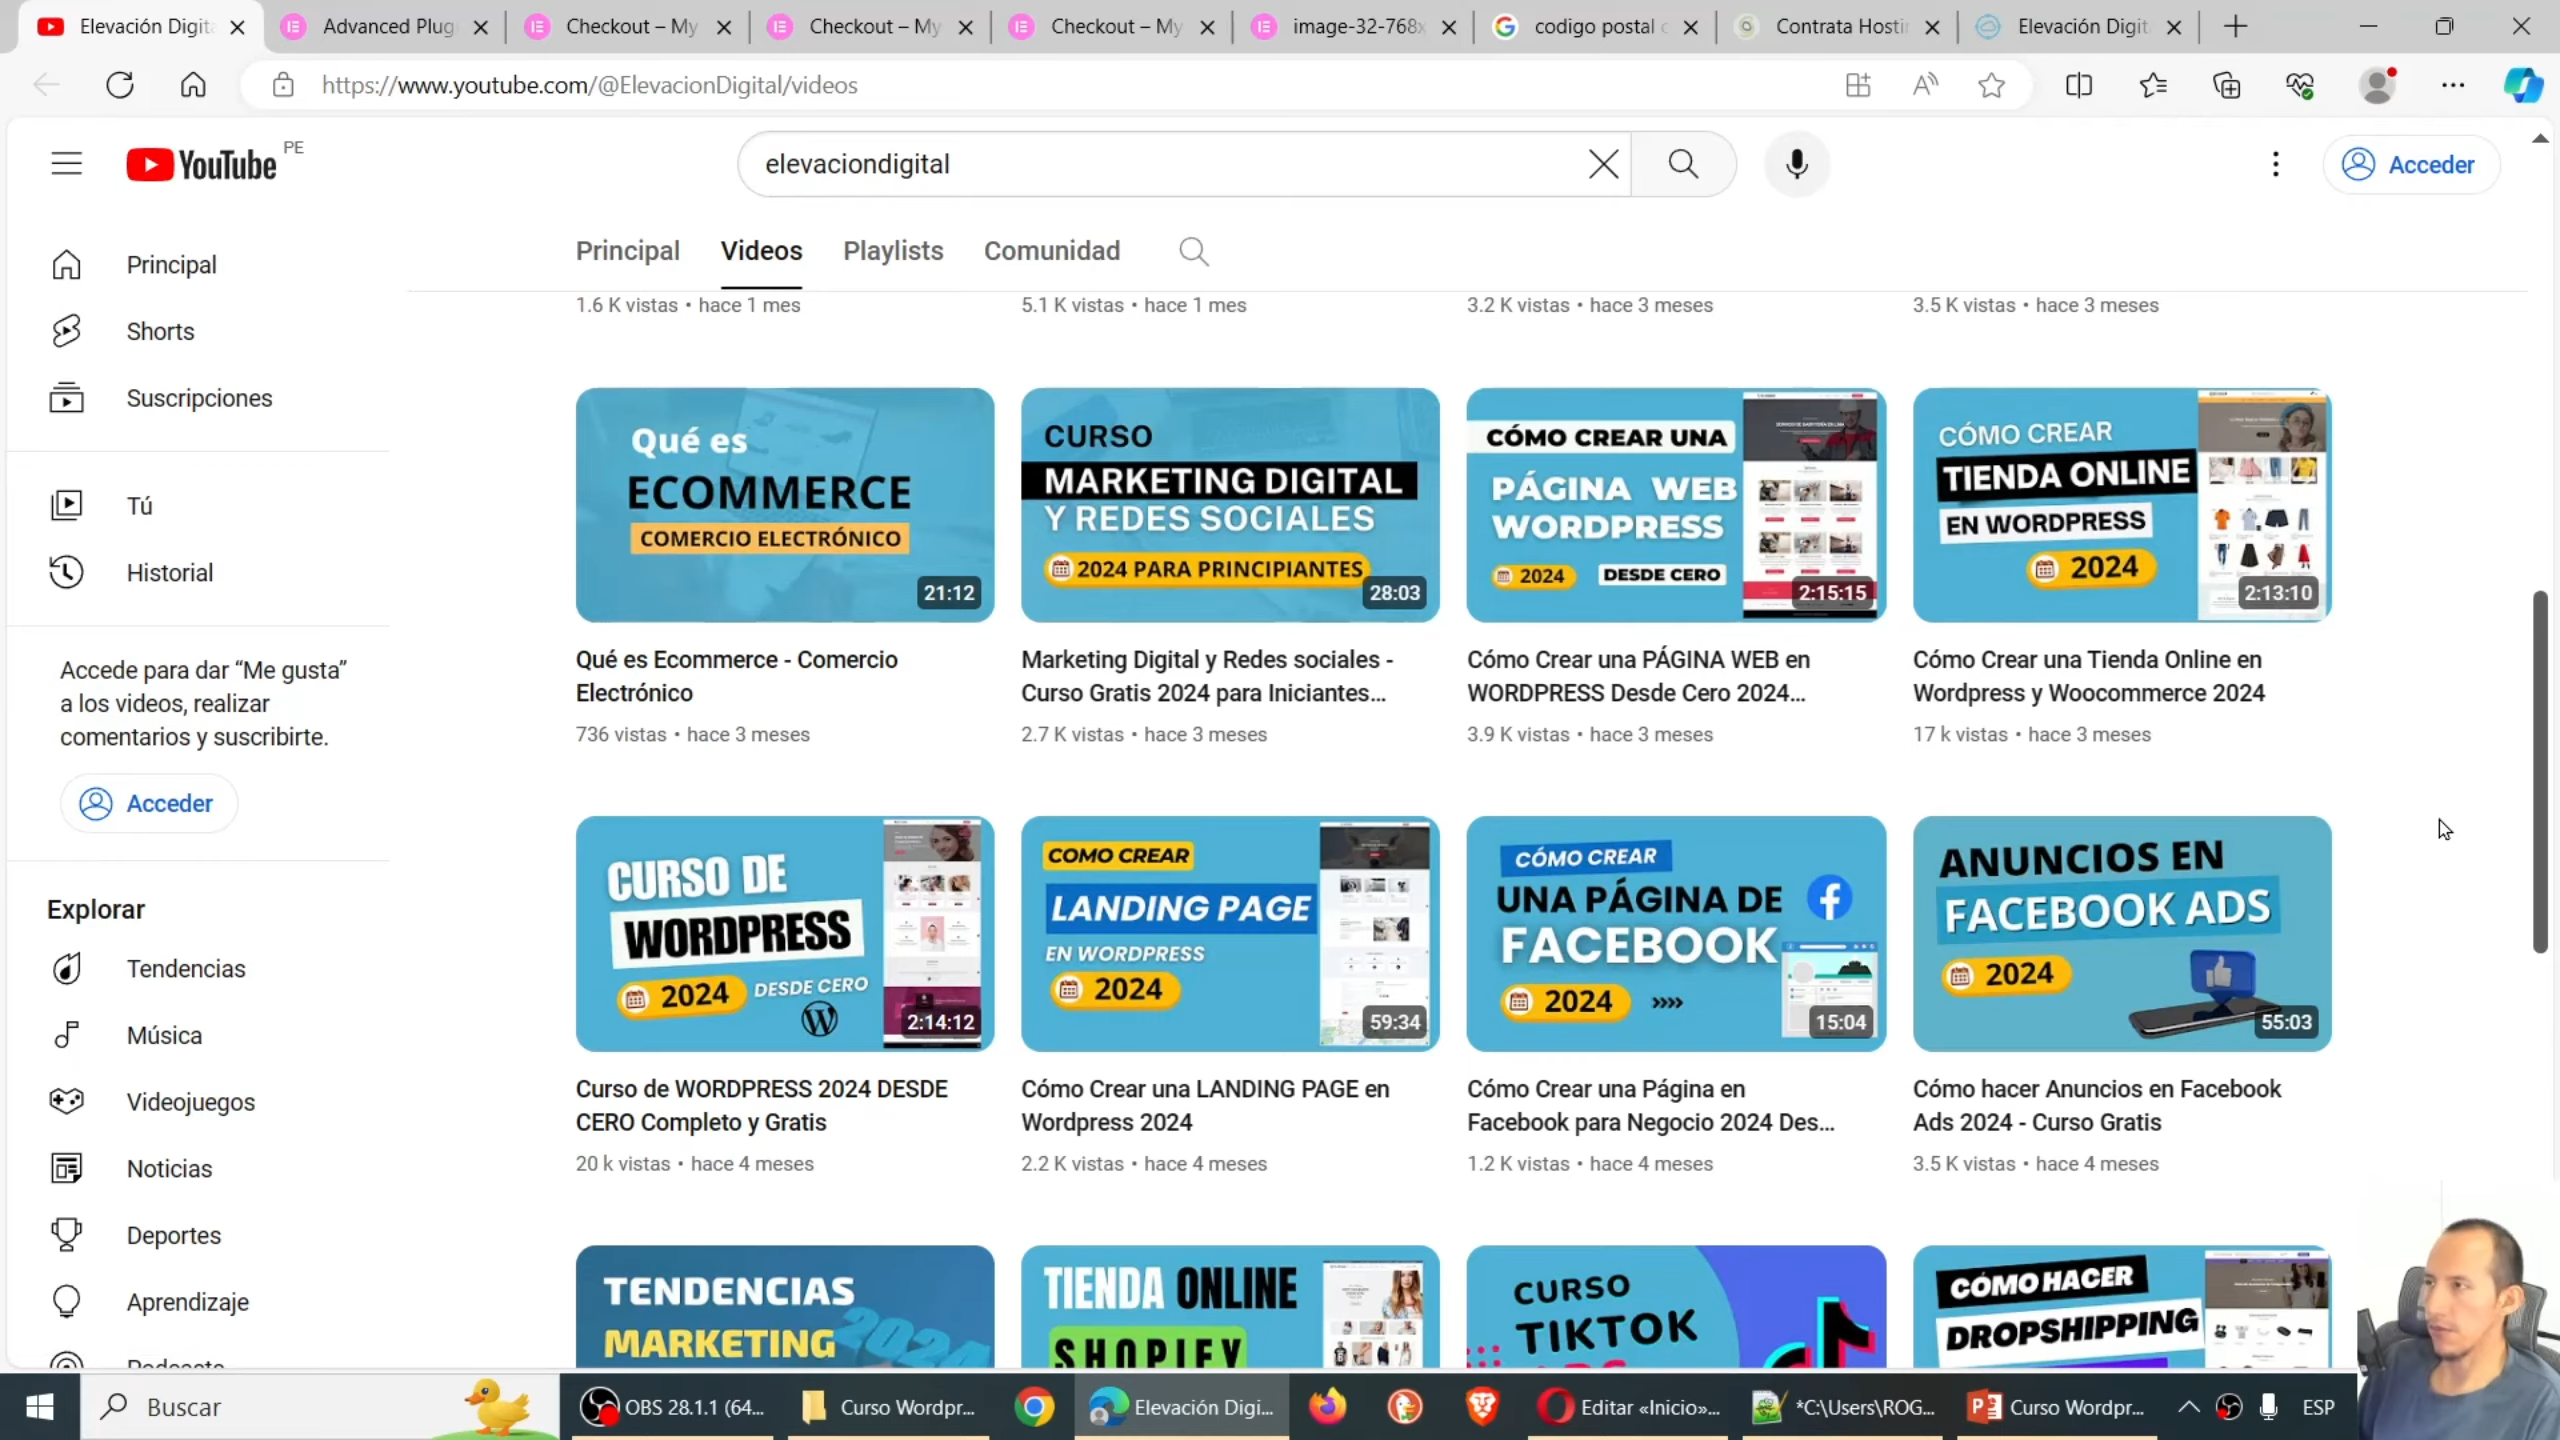 Elevación Digita
Advanced Plug
Checkout – My
Checkout – My
Checkout – My
image-32-768x
codigo postal
Contrata Hosti
Elevación Digit
https://www.youtube.com/@ElevacionDigital/videos
YouTube PE
elevaciondigital
Acceder
Principal
Shorts
Suscripciones
Tú
Historial
Accede para dar “Me gusta”
a los videos, realizar
comentarios y suscribirte.
Acceder
Explorar
Tendencias
Música
Videojuegos
Noticias
Deportes
Aprendizaje
Podcasts
Principal
Videos
Playlists
Comunidad
1.6 K vistas • hace 1 mes
5.1 K vistas • hace 1 mes
3.2 K vistas • hace 3 meses
3.5 K vistas • hace 3 meses
Qué es
ECOMMERCE
COMERCIO ELECTRÓNICO
21:12
Qué es Ecommerce - Comercio
Electrónico
736 vistas • hace 3 meses
CURSO
MARKETING DIGITAL
Y REDES SOCIALES
2024 PARA PRINCIPIANTES
28:03
Marketing Digital y Redes sociales -
Curso Gratis 2024 para Iniciantes...
2.7 K vistas • hace 3 meses
CÓMO CREAR UNA
PÁGINA WEB
WORDPRESS
2024 DESDE CERO
2:15:15
Cómo Crear una PÁGINA WEB en
WORDPRESS Desde Cero 2024...
3.9 K vistas • hace 3 meses
CÓMO CREAR
TIENDA ONLINE
EN WORDPRESS
2024
2:13:10
Cómo Crear una Tienda Online en
Wordpress y Woocommerce 2024
17 k vistas • hace 3 meses
CURSO DE
WORDPRESS
2024 DESDE CERO
2:14:12
Curso de WORDPRESS 2024 DESDE
CERO Completo y Gratis
20 k vistas • hace 4 meses
COMO CREAR
LANDING PAGE
EN WORDPRESS
2024
59:34
Cómo Crear una LANDING PAGE en
Wordpress 2024
2.2 K vistas • hace 4 meses
CÓMO CREAR
UNA PÁGINA DE
FACEBOOK
2024 >>>>
15:04
Cómo Crear una Página en
Facebook para Negocio 2024 Des...
1.2 K vistas • hace 4 meses
ANUNCIOS EN
FACEBOOK ADS
2024
55:03
Cómo hacer Anuncios en Facebook
Ads 2024 - Curso Gratis
3.5 K vistas • hace 4 meses
TENDENCIAS
MARKETING
2024
TIENDA ONLINE
SHOPIFY
CURSO
TIKTOK
ADS
CÓMO HACER
DROPSHIPPING
Buscar
OBS 28.1.1 (64...
Curso Wordpr...
Elevación Digi...
Editar «Inicio»...
*C:\Users\ROG...
Curso Wordpr...
ESP